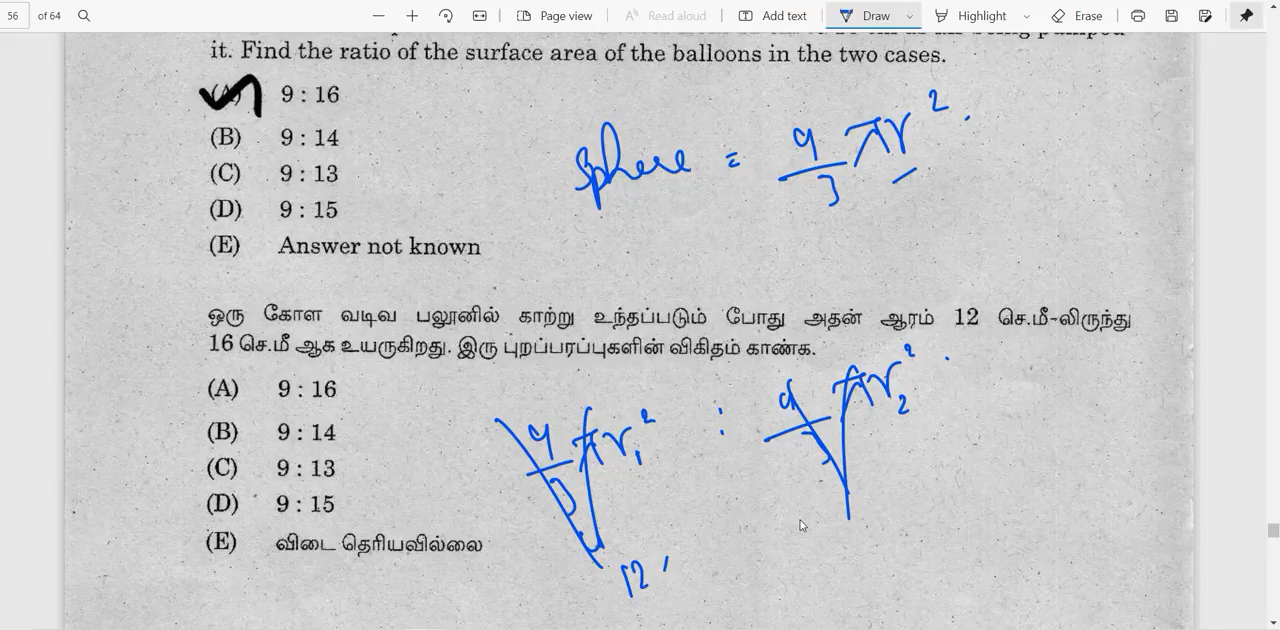 56 of 64 Page view Read aloud Add text Draw Highlight Erase
it. Find the ratio of the surface area of the balloons in the two cases.
9 : 16
(B) 9 : 14
(C) 9 : 13
(D) 9 : 15
(E) Answer not known
sphere = 4/3 πr²
ஒரு கோள வடிவ பலூனில் காற்று உந்தப்படும் போது அதன் ஆரம் 12 செ.மீ-லிருந்து
16 செ.மீ ஆக உயருகிறது. இரு புறப்பரப்புகளின் விகிதம் காண்க.
(A) 9 : 16
(B) 9 : 14
(C) 9 : 13
(D) 9 : 15
(E) விடை தெரியவில்லை
4/3 πr₁² : 4/3 πr₂²
12